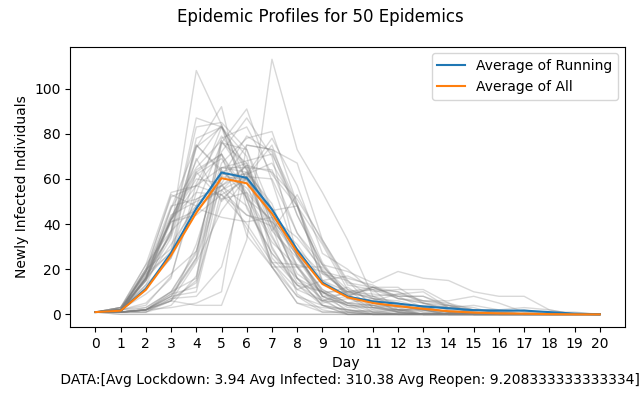 Epidemic Profiles for 50 Epidemics
Average of Running
Average of All
Newly Infected Individuals
100
80
60
40
20
0
0 1 2 3 4 5 6 7 8 9 10 11 12 13 14 15 16 17 18 19 20
Day
DATA:[Avg Lockdown: 3.94 Avg Infected: 310.38 Avg Reopen: 9.208333333333334]